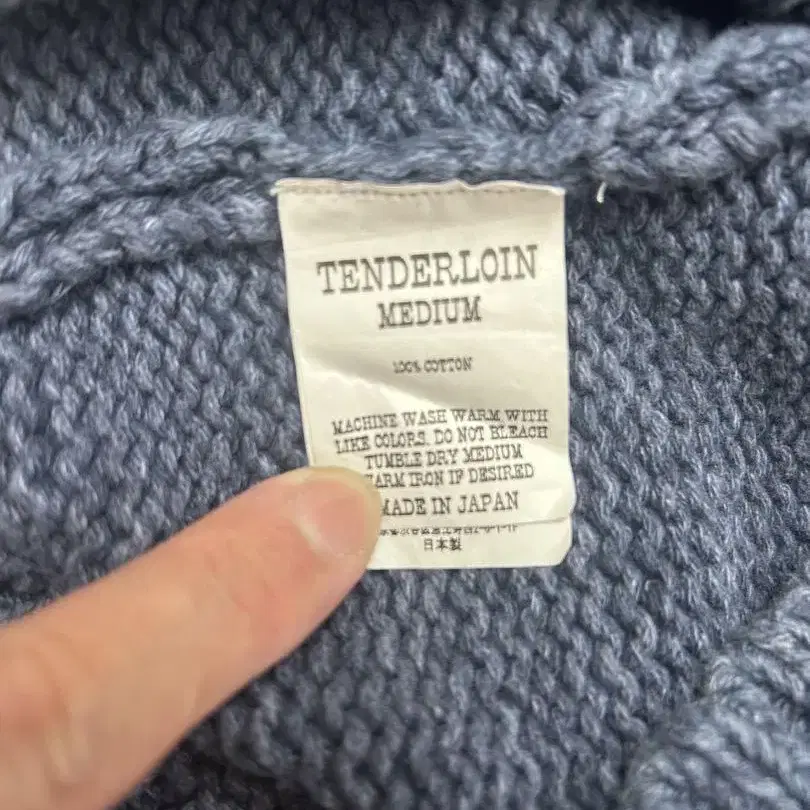 TENDERLOIN
MEDIUM
100% COTTON
MACHINE WASH WARM WITH
LIKE COLORS. DO NOT BLEACH
TUMBLE DRY MEDIUM
ARM IRON IF DESIRED
MADE IN JAPAN
日本製